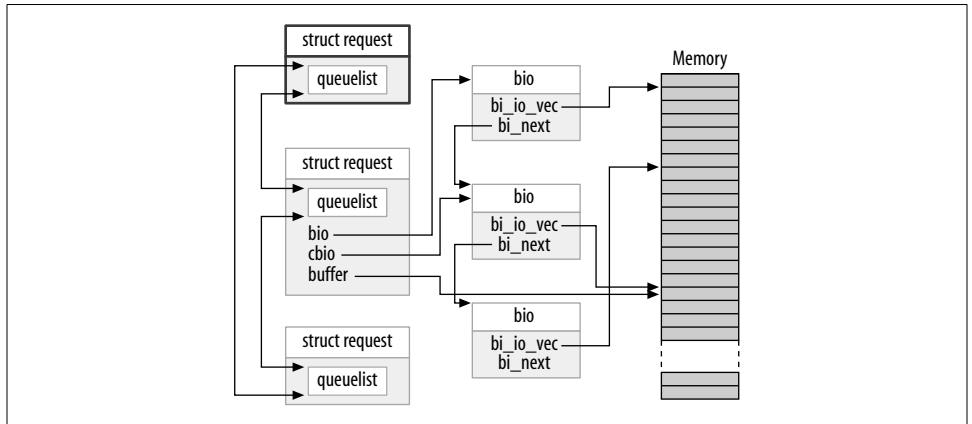 struct request
queuelist
struct request
queuelist
bio
cbio
buffer
struct request
queuelist
bio
bi_io_vec
bi_next
bio
bi_io_vec
bi_next
bio
bi_io_vec
bi_next
Memory